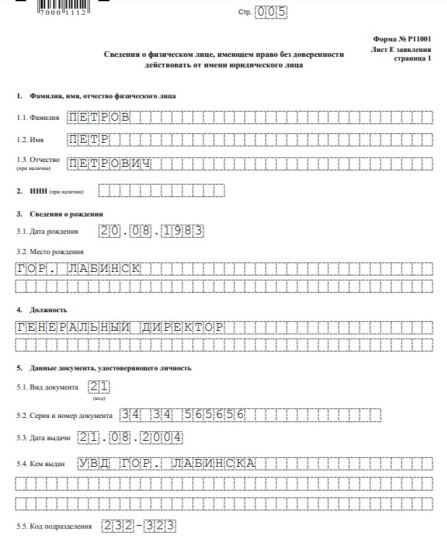 7000 1112
Стр. 005
Форма № Р11001
Лист Е заявления
страница 1
Сведения о физическом лице, имеющем право без доверенности
действовать от имени юридического лица
1. Фамилия, имя, отчество физического лица
1.1. Фамилия ПЕТРОВ
1.2. Имя ПЕТР
1.3. Отчество ПЕТРОВИЧ
(при наличии)
2. ИНН (при наличии)
3. Сведения о рождении
3.1. Дата рождения 20.08.1983
3.2. Место рождения
ГОР. ЛАБИНСК
4. Должность
ГЕНЕРАЛЬНЫЙ ДИРЕКТОР
5. Данные документа, удостоверяющего личность
5.1. Вид документа 21
(код)
5.2. Серия и номер документа 34 34 565656
5.3. Дата выдачи 21.08.2004
5.4. Кем выдан УВД ГОР. ЛАБИНСКА
5.5. Код подразделения 232-323